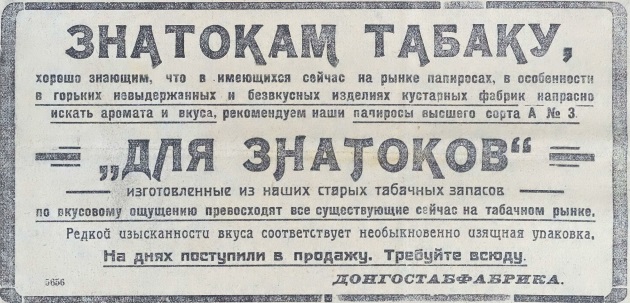 ЗНАТОКАМ ТАБАКУ,
хорошо знающим, что в имеющихся сейчас на рынке папиросах, в особенности
в горьких невыдержанных и безвкусных изделиях кустарных фабрик напрасно
искать аромата и вкуса, рекомендуем наши папиросы высшего сорта А № 3.
„ДЛЯ ЗНАТОКОВ“
изготовленные из наших старых табачных запасов
по вкусовому ощущению превосходят все существующие сейчас на табачном рынке.
Редкой изысканности вкуса соответствует необыкновенно изящная упаковка,
На днях поступили в продажу. Требуйте всюду.
5656 ДОНГОСТАБФАБРИКА.